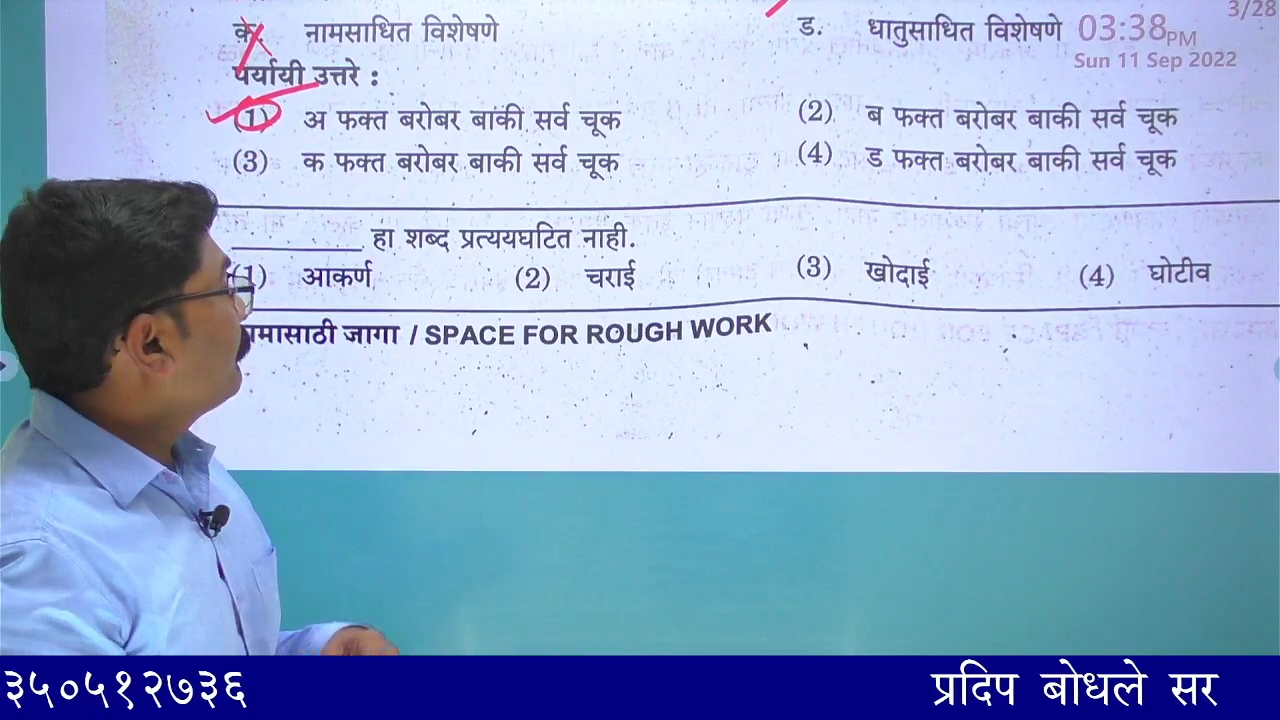 3/28
क. नामसाधित विशेषणे ड. धातुसाधित विशेषणे 03:38 PM
Sun 11 Sep 2022
पर्यायी उत्तरे :
(1) अ फक्त बरोबर बाकी सर्व चूक (2) ब फक्त बरोबर बाकी सर्व चूक
(3) क फक्त बरोबर बाकी सर्व चूक (4) ड फक्त बरोबर बाकी सर्व चूक
__________ हा शब्द प्रत्ययघटित नाही.
(1) आकर्ण (2) चराई (3) खोदाई (4) घोटीव
मासाठी जागा / SPACE FOR ROUGH WORK
३५०५१२७३६ प्रदिप बोधले सर